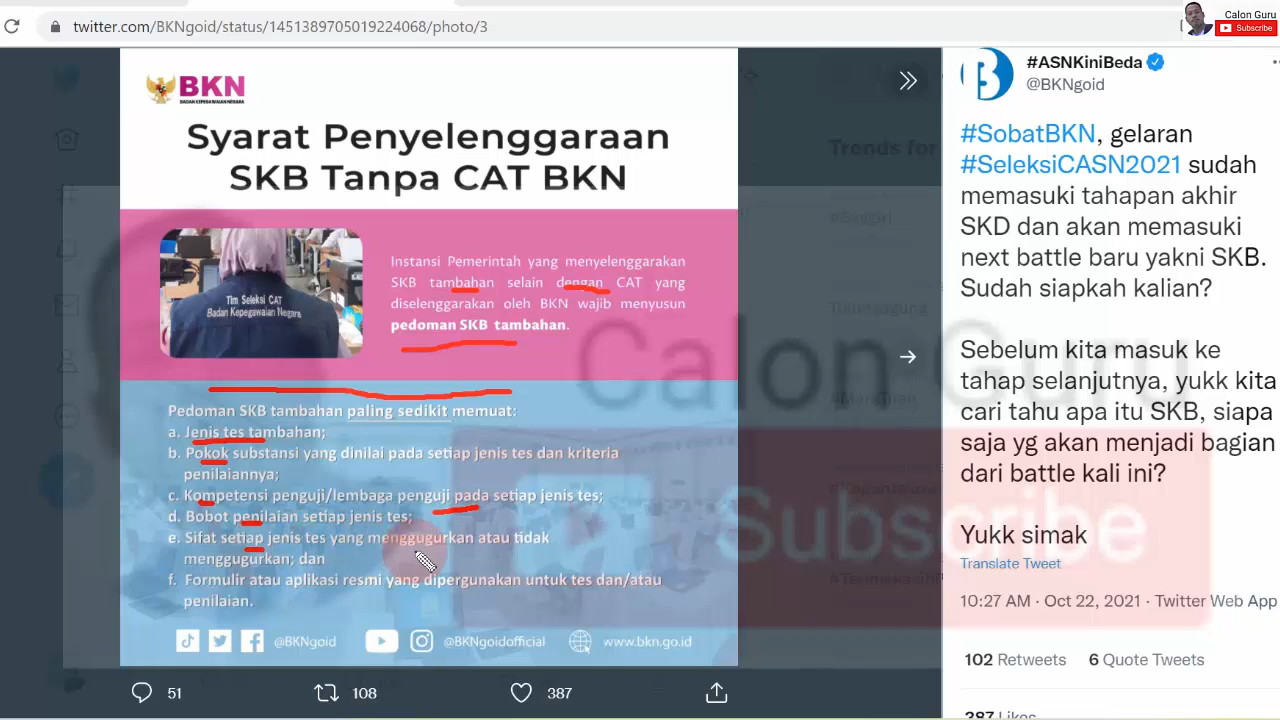 twitter.com/BKNgoid/status/1451389705019224068/photo/3
Calon Guru
Subscribe
BKN
BADAN KEPEGAWAIAN NEGARA
Syarat Penyelenggaraan
SKB Tanpa CAT BKN
Tim Seleksi CAT
Badan Kepegawaian Negara
Instansi Pemerintah yang menyelenggarakan
SKB tambahan selain dengan CAT yang
diselenggarakan oleh BKN wajib menyusun
pedoman SKB tambahan.
Pedoman SKB tambahan paling sedikit memuat:
a. Jenis tes tambahan;
b. Pokok substansi yang dinilai pada setiap jenis tes dan kriteria
penilaiannya;
c. Kompetensi penguji/lembaga penguji pada setiap jenis tes;
d. Bobot penilaian setiap jenis tes;
e. Sifat setiap jenis tes yang menggugurkan atau tidak
menggugurkan; dan
f. Formulir atau aplikasi resmi yang dipergunakan untuk tes dan/atau
penilaian.
@BKNgoid
@BKNgoidofficial
www.bkn.go.id
51
108
387
Trends for
Calon Guru
Subscribe
#ASNKiniBeda
@BKNgoid
#SobatBKN, gelaran
#SeleksiCASN2021 sudah
memasuki tahapan akhir
SKD dan akan memasuki
next battle baru yakni SKB.
Sudah siapkah kalian?
Sebelum kita masuk ke
tahap selanjutnya, yukk kita
cari tahu apa itu SKB, siapa
saja yg akan menjadi bagian
dari battle kali ini?
Yukk simak
Translate Tweet
10:27 AM · Oct 22, 2021 · Twitter Web App
102 Retweets 6 Quote Tweets
387 Likes